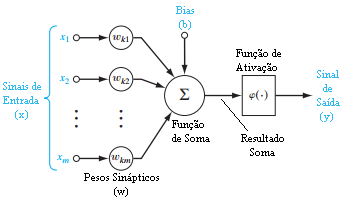 Bias
(b)
x1
wk1
Função de
Ativação
Sinais de
Entrada
(x)
x2
wk2
Σ
φ(·)
Sinal
de
Saída
(y)
Função
de Soma
Resultado
Soma
xm
wkm
Pesos Sinápticos
(w)